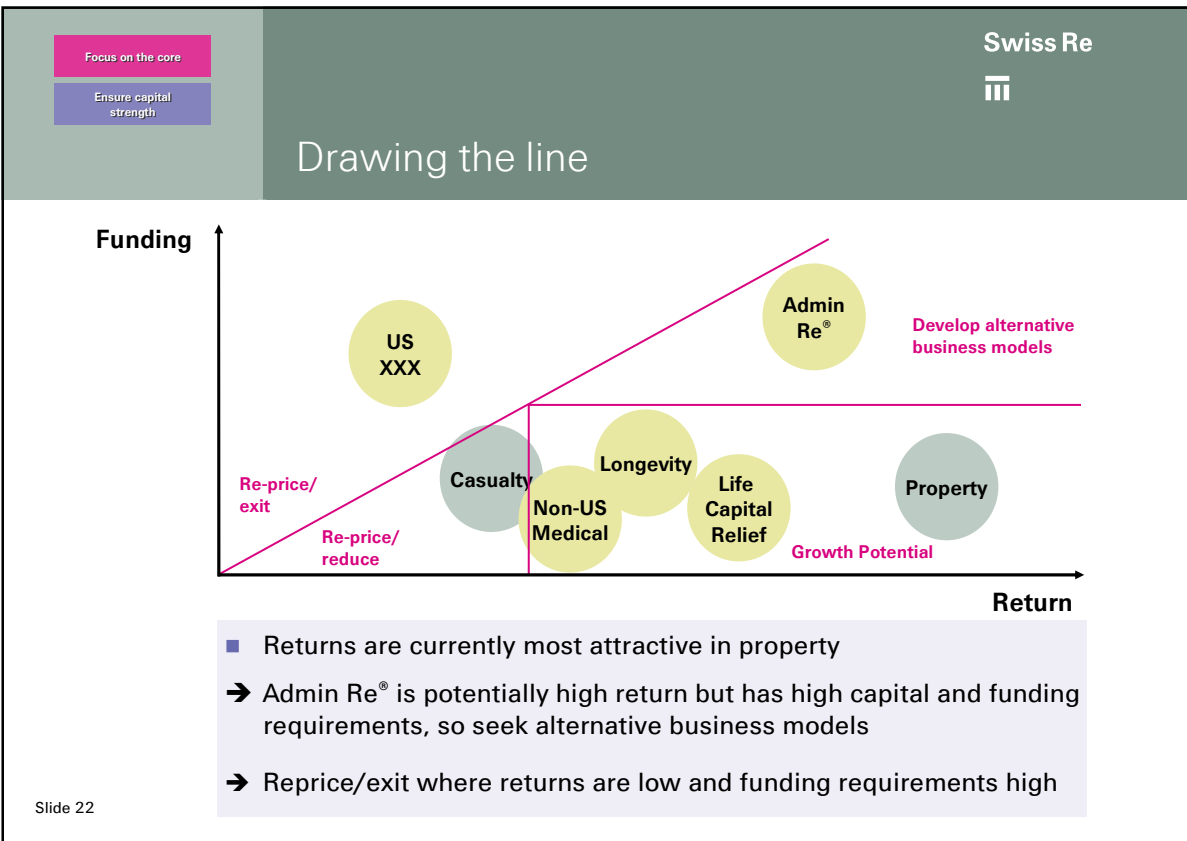 Focus on the core
Ensure capital
strength
Swiss Re
Drawing the line
Funding
US
XXX
Admin
Re®
Develop alternative
business models
Re-price/
exit
Re-price/
reduce
Casualty
Non-US
Medical
Longevity
Life
Capital
Relief
Property
Growth Potential
Return
■ Returns are currently most attractive in property
➔ Admin Re® is potentially high return but has high capital and funding
requirements, so seek alternative business models
➔ Reprice/exit where returns are low and funding requirements high
Slide 22